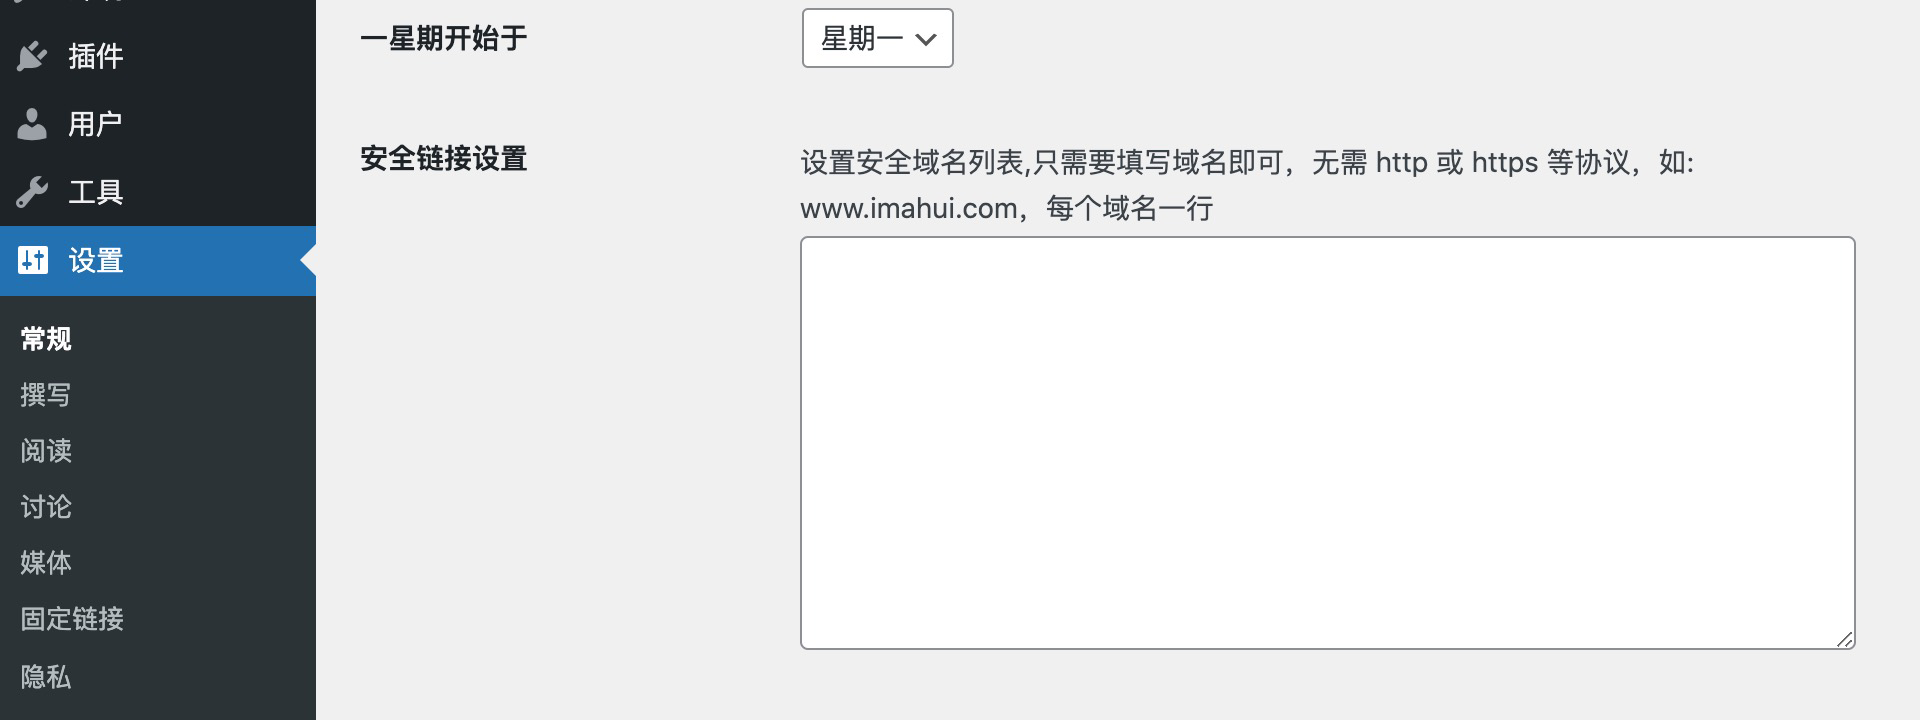 插件
用户
工具
设置
常规
撰写
阅读
讨论
媒体
固定链接
隐私
一星期开始于
星期一
安全链接设置
设置安全域名列表,只需要填写域名即可，无需 http 或 https 等协议，如:
www.imahui.com，每个域名一行